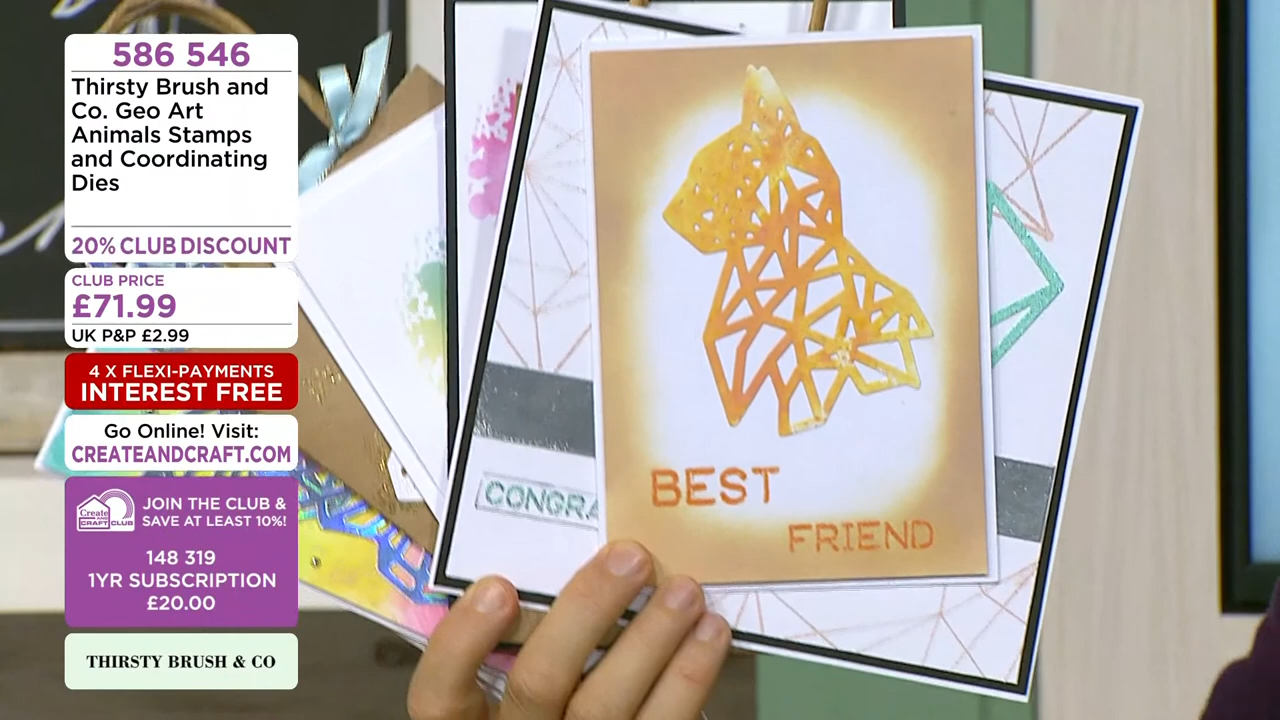 586 546
Thirsty Brush and
Co. Geo Art
Animals Stamps
and Coordinating
Dies
20% CLUB DISCOUNT
CLUB PRICE
£71.99
UK P&P £2.99
4 X FLEXI-PAYMENTS
INTEREST FREE
Go Online! Visit:
CREATEANDCRAFT.COM
Create
AND
CRAFT CLUB
JOIN THE CLUB &
SAVE AT LEAST 10%!
148 319
1YR SUBSCRIPTION
£20.00
THIRSTY BRUSH & CO
CONGRA
BEST
FRIEND